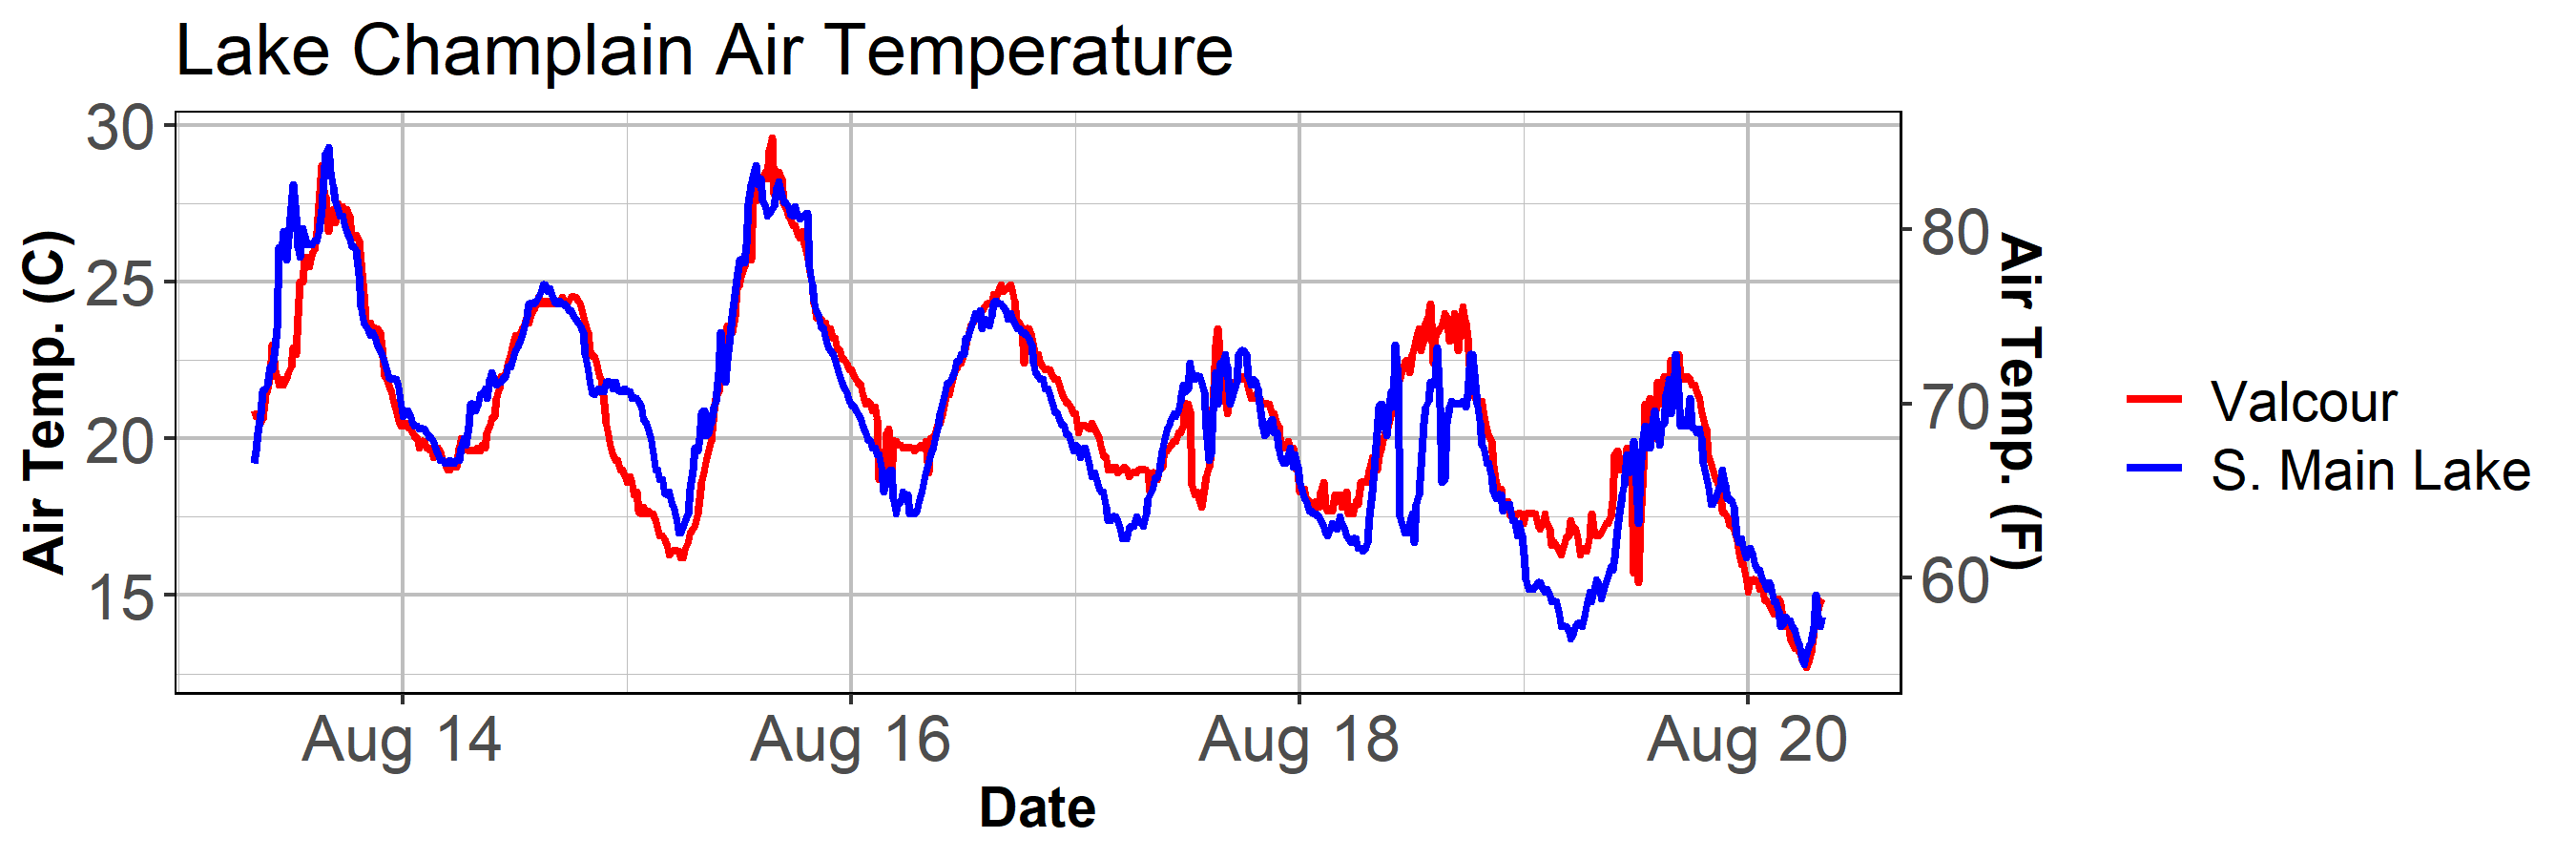 Lake Champlain Air Temperature
30
25
20
15
Air Temp. (C)
80
70
60
Air Temp. (F)
Aug 14
Aug 16
Aug 18
Aug 20
Date
Valcour
S. Main Lake